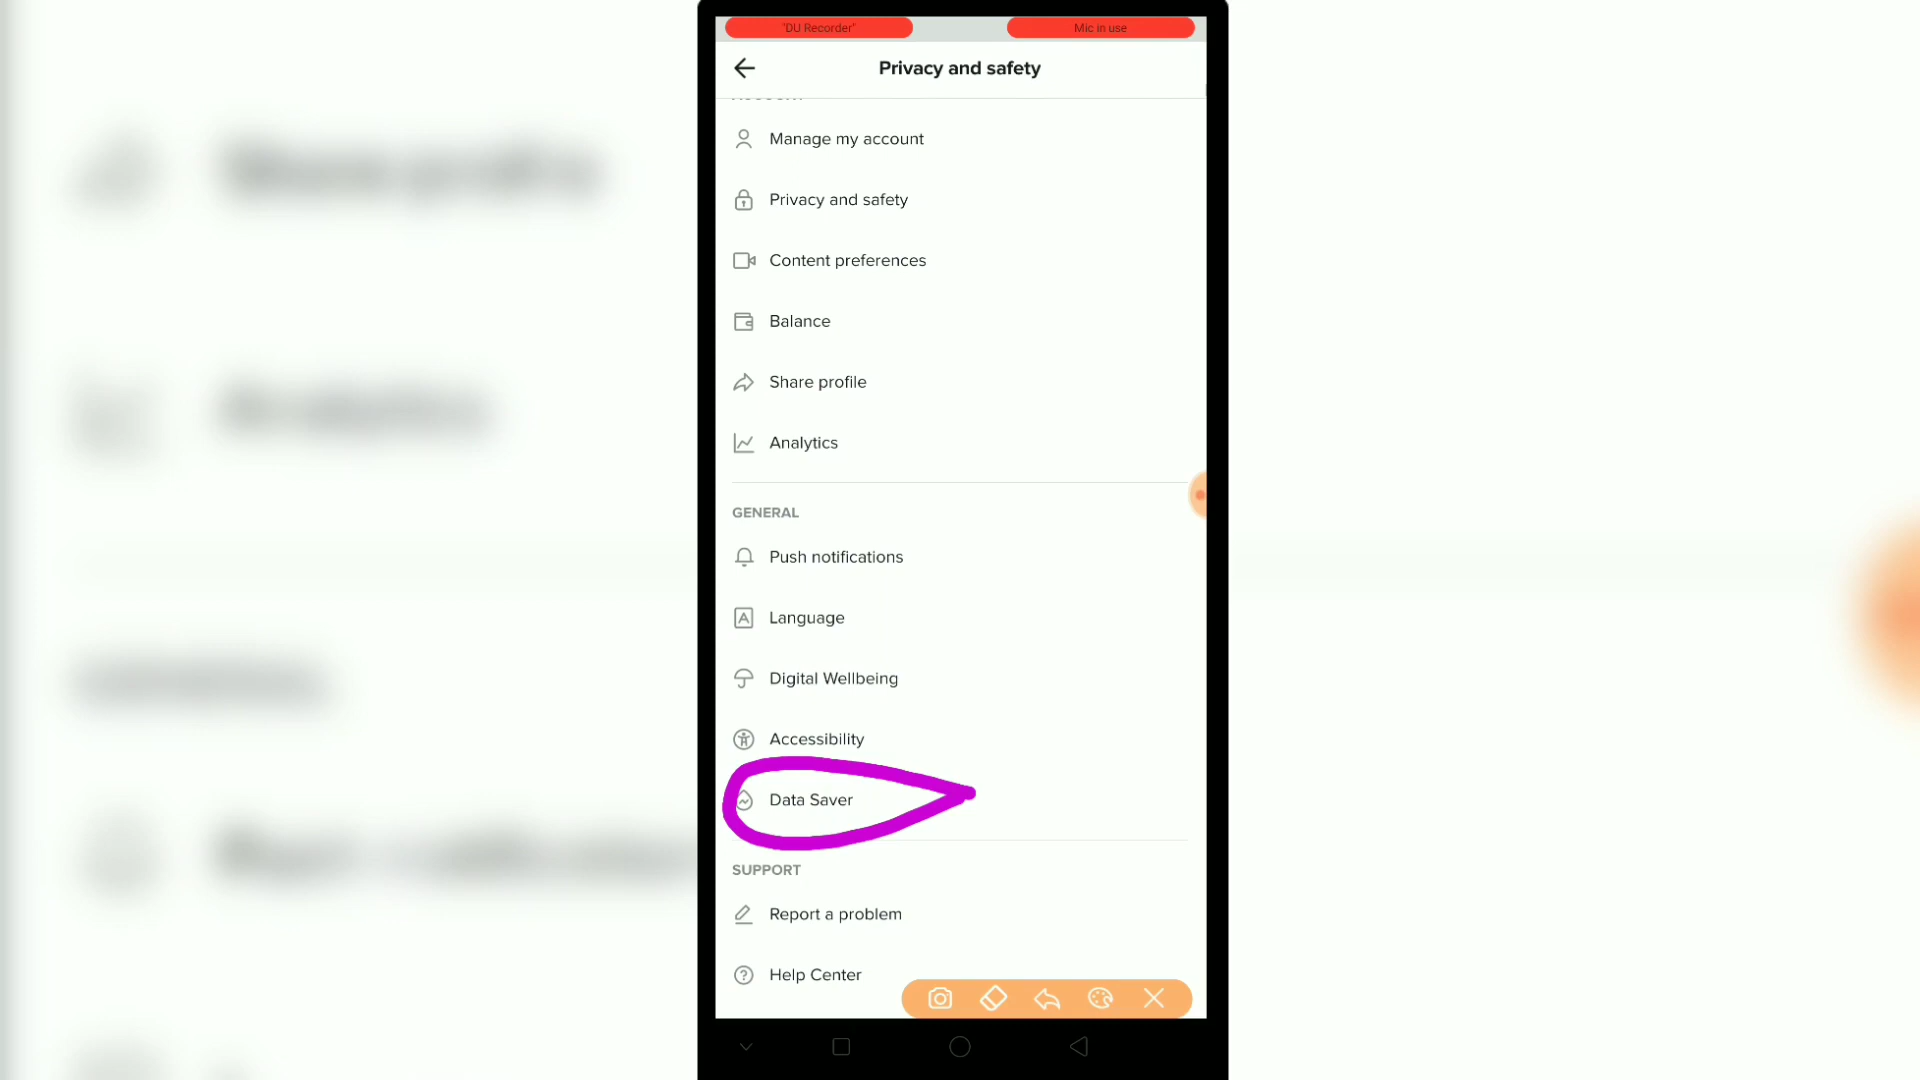 "DU Recorder"
Mic in use
Privacy and safety
Manage my account
Privacy and safety
Content preferences
Balance
Share profile
Analytics
GENERAL
Push notifications
Language
Digital Wellbeing
Accessibility
Data Saver
SUPPORT
Report a problem
Help Center